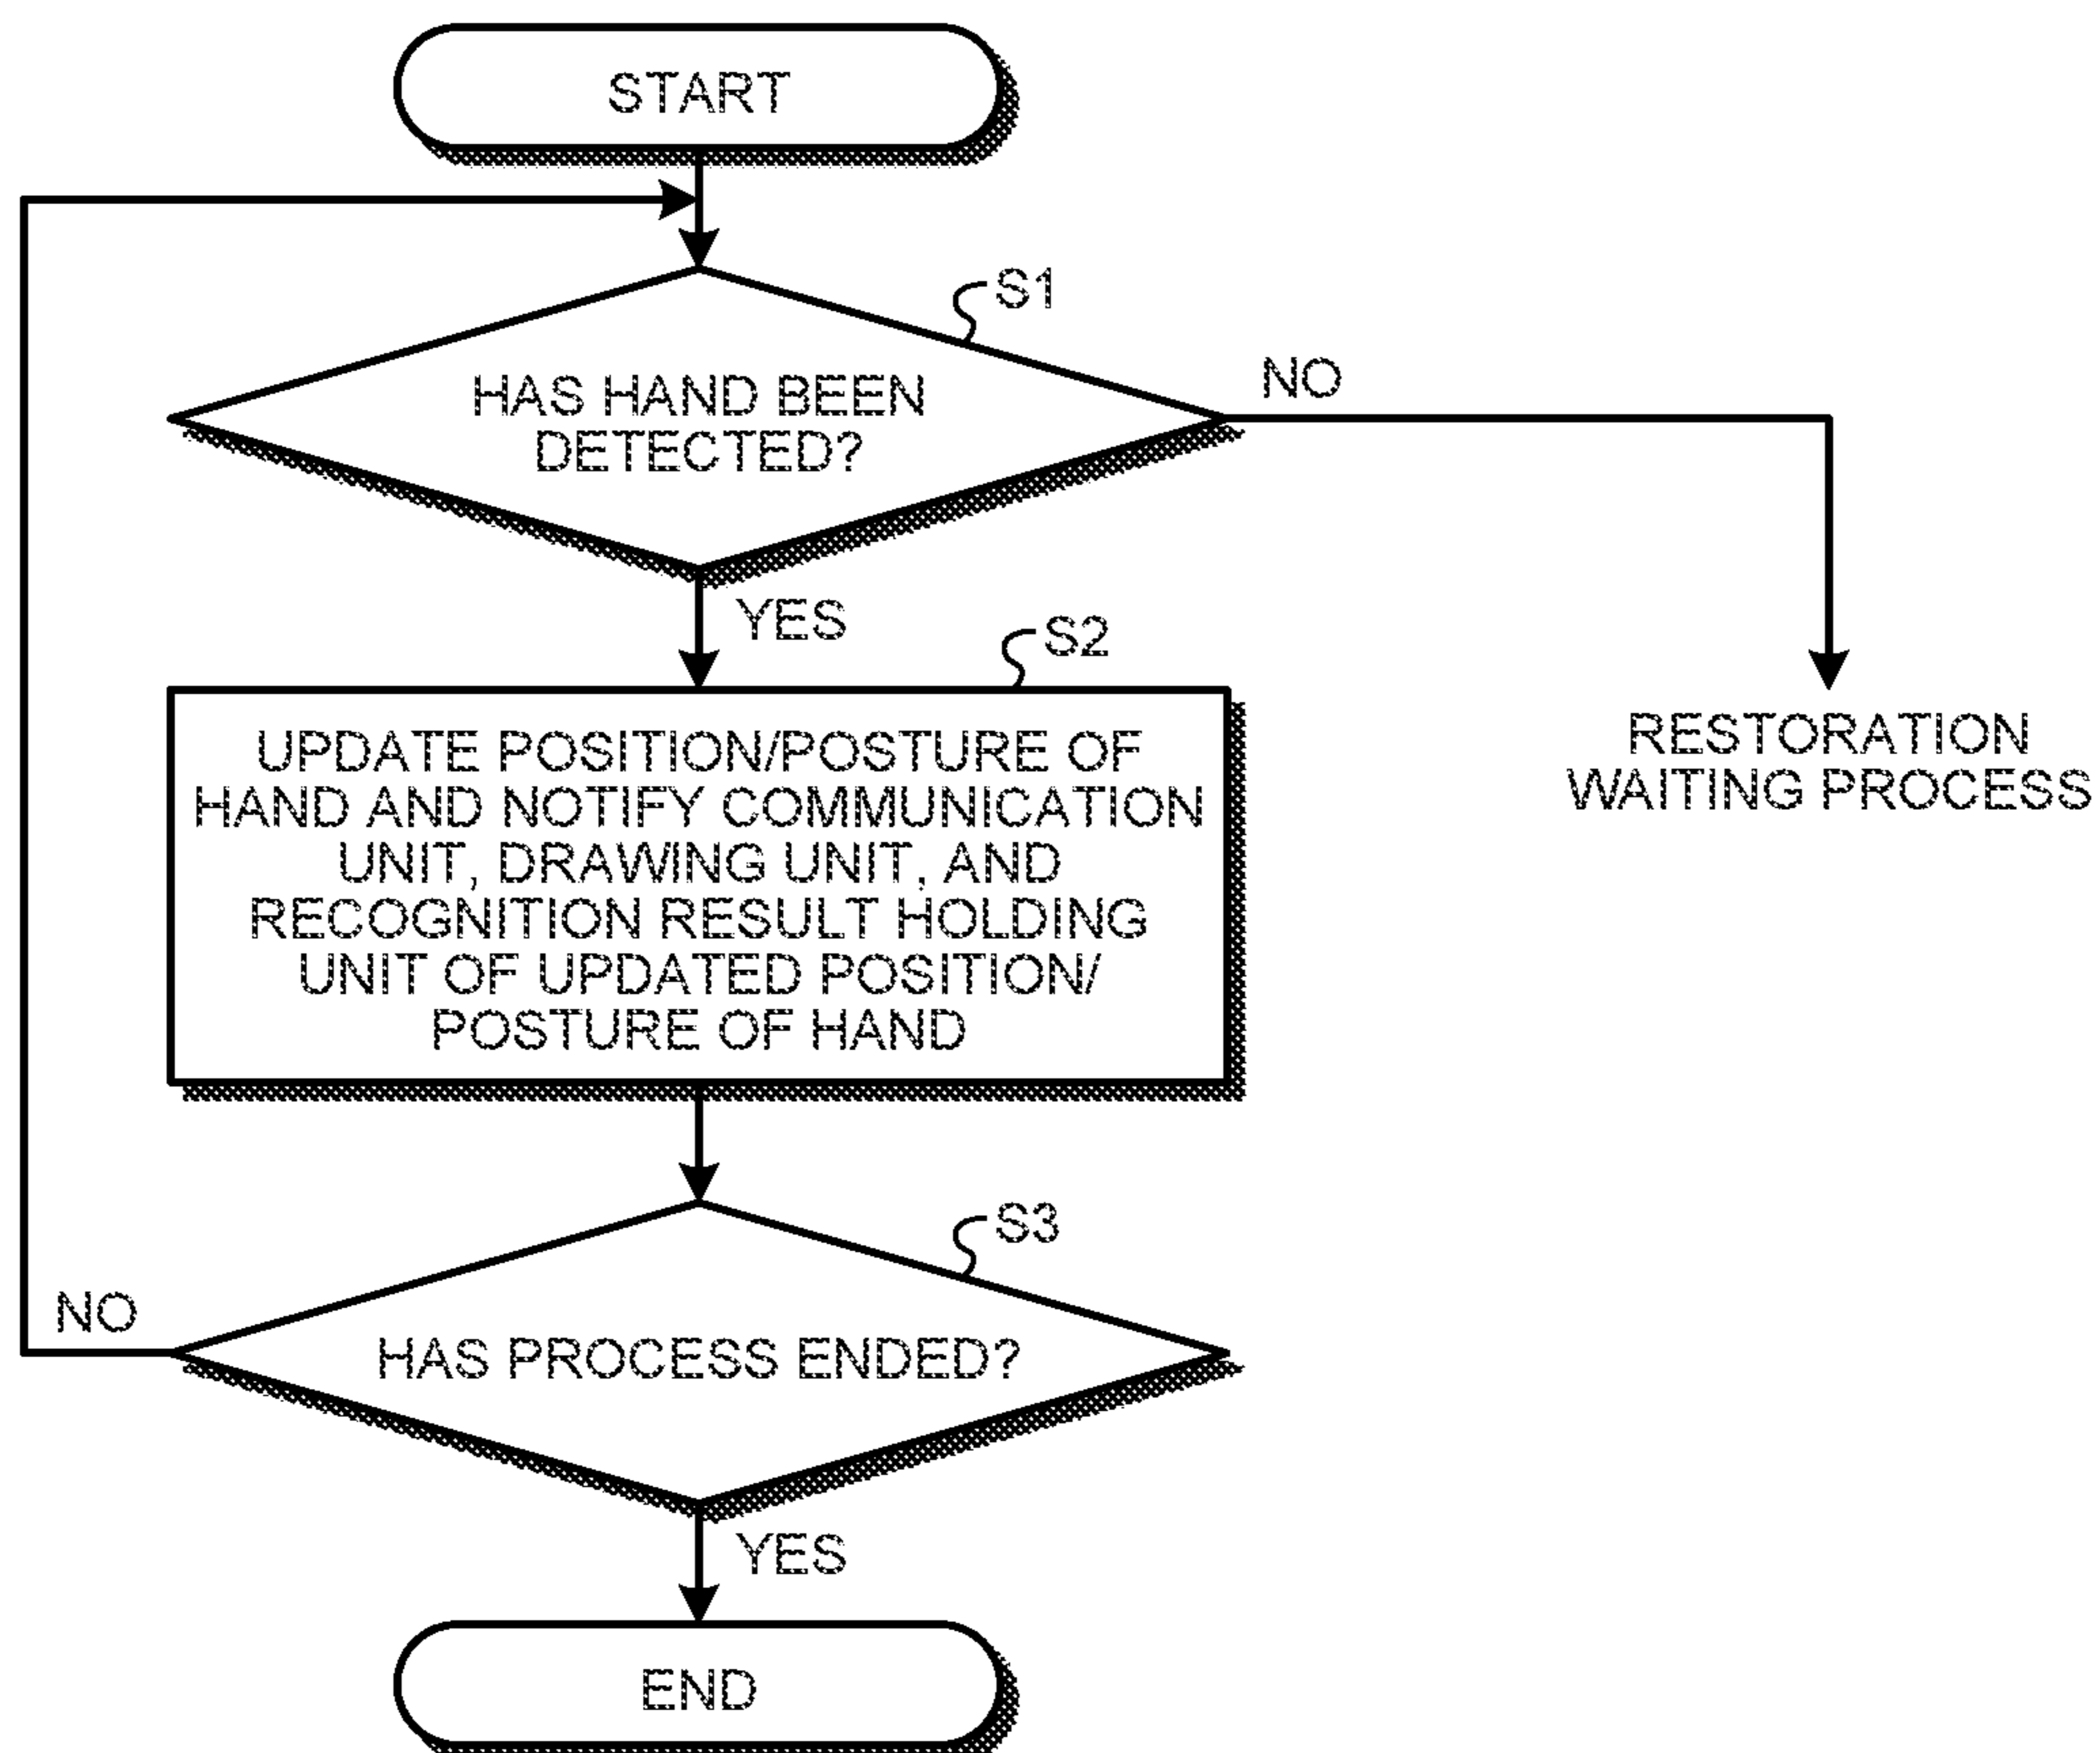 START
S1
HAS HAND BEEN
DETECTED?
NO
YES
S2
UPDATE POSITION/POSTURE OF
HAND AND NOTIFY COMMUNICATION
UNIT, DRAWING UNIT, AND
RECOGNITION RESULT HOLDING
UNIT OF UPDATED POSITION/
POSTURE OF HAND
RESTORATION
WAITING PROCESS
S3
NO
HAS PROCESS ENDED?
YES
END